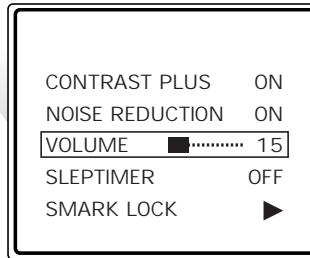 CONTRAST PLUS ON
NOISE REDUCTION ON
VOLUME 15
SLEPTIMER OFF
SMARK LOCK